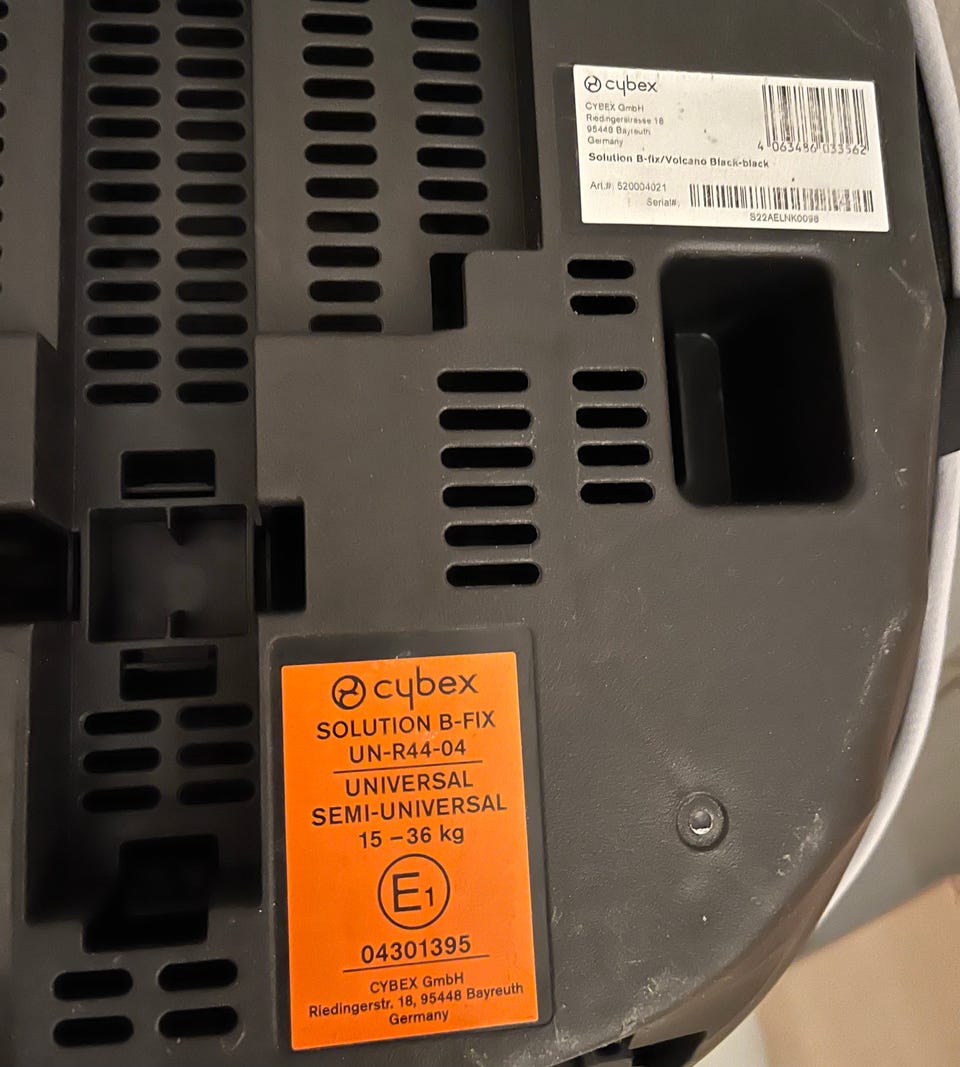 cybex
CYBEX GmbH
Riedingerstrasse 18
95448 Bayreuth
Germany
4 063486 033562
Solution B-fix/Volcano Black-black
Art.#: 520004021
Serial#:
S22AELNK0098
cybex
SOLUTION B-FIX
UN-R44-04
UNIVERSAL
SEMI-UNIVERSAL
15 – 36 kg
E1
04301395
CYBEX GmbH
Riedingerstr. 18, 95448 Bayreuth
Germany